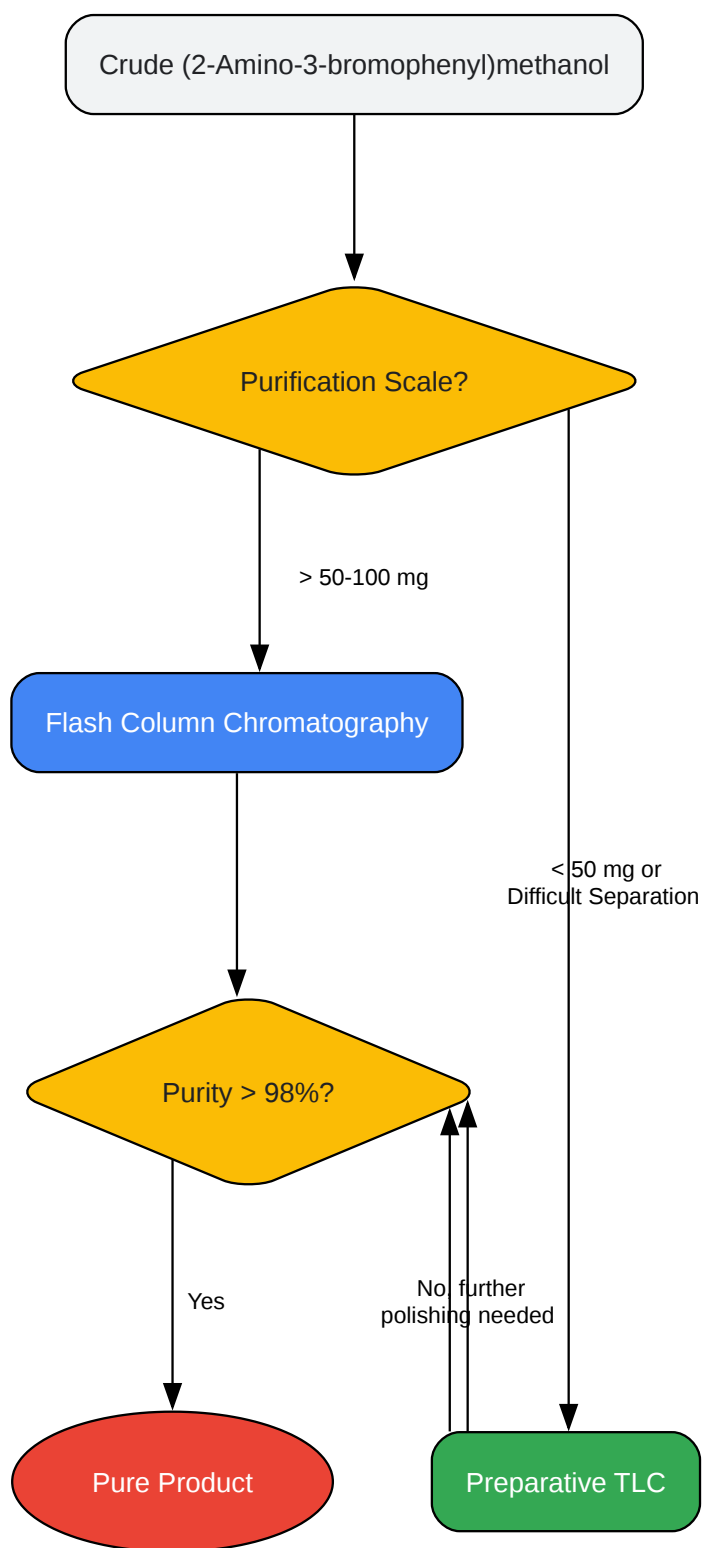 Crude (2-Amino-3-bromophenyl)methanol
Purification Scale?
> 50-100 mg
Flash Column Chromatography
< 50 mg or
Difficult Separation
Purity > 98%?
Yes
No, further
polishing needed
Pure Product
Preparative TLC